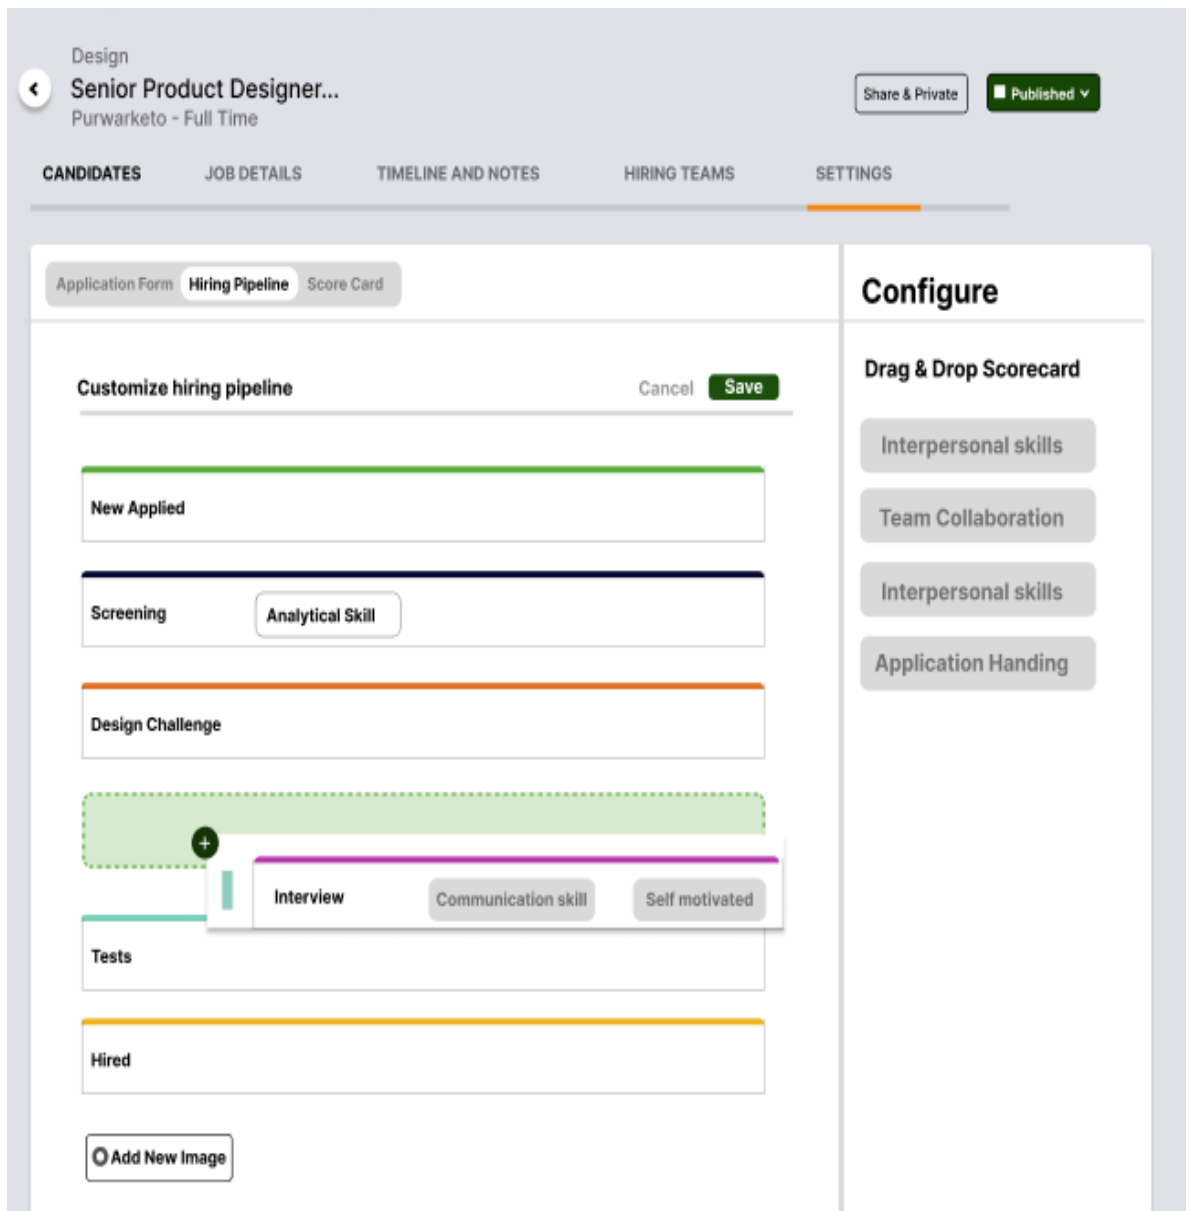 Design
Senior Product Designer...
Purwarketo - Full Time
Share & Private
Published
CANDIDATES JOB DETAILS TIMELINE AND NOTES HIRING TEAMS SETTINGS
Application Form Hiring Pipeline Score Card
Configure
Customize hiring pipeline
Cancel Save
Drag & Drop Scorecard
Interpersonal skills
Team Collaboration
Interpersonal skills
Application Handing
New Applied
Screening Analytical Skill
Design Challenge
+
Interview Communication skill Self motivated
Tests
Hired
Add New Image